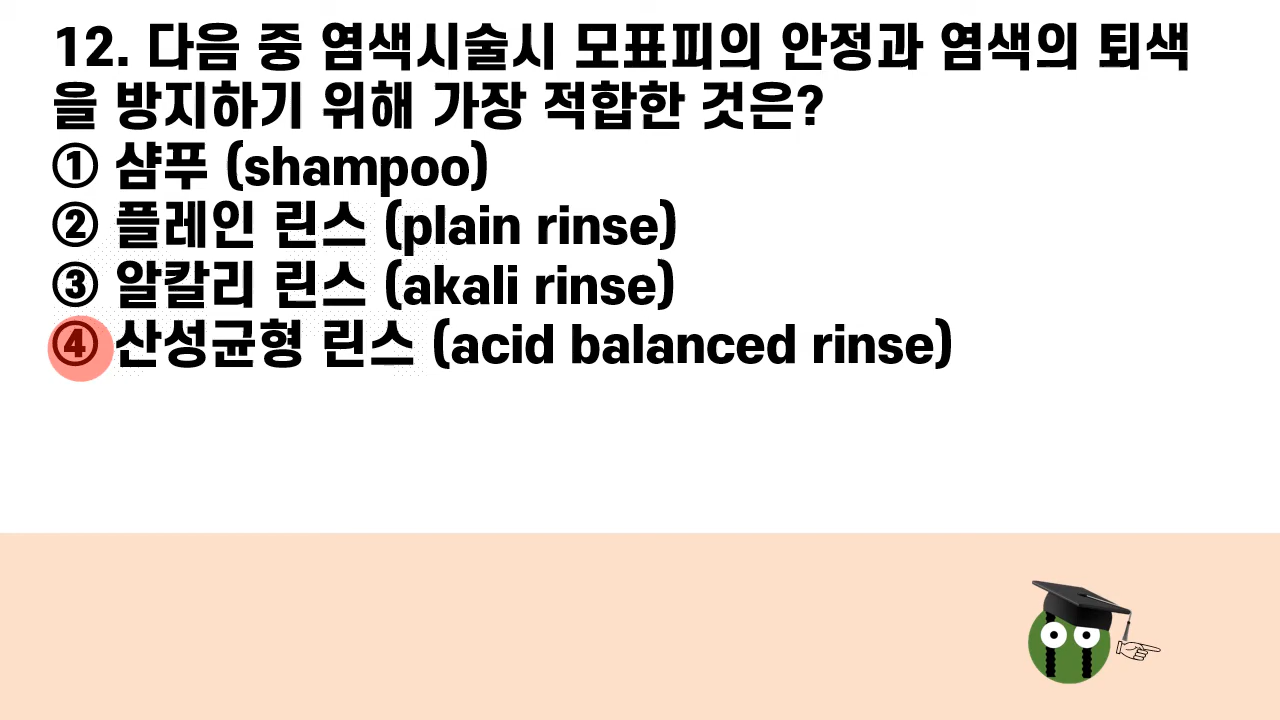 12. 다음 중 염색시술시 모표피의 안정과 염색의 퇴색
을 방지하기 위해 가장 적합한 것은?
① 샴푸 (shampoo)
② 플레인 린스 (plain rinse)
③ 알칼리 린스 (akali rinse)
④ 산성균형 린스 (acid balanced rinse)